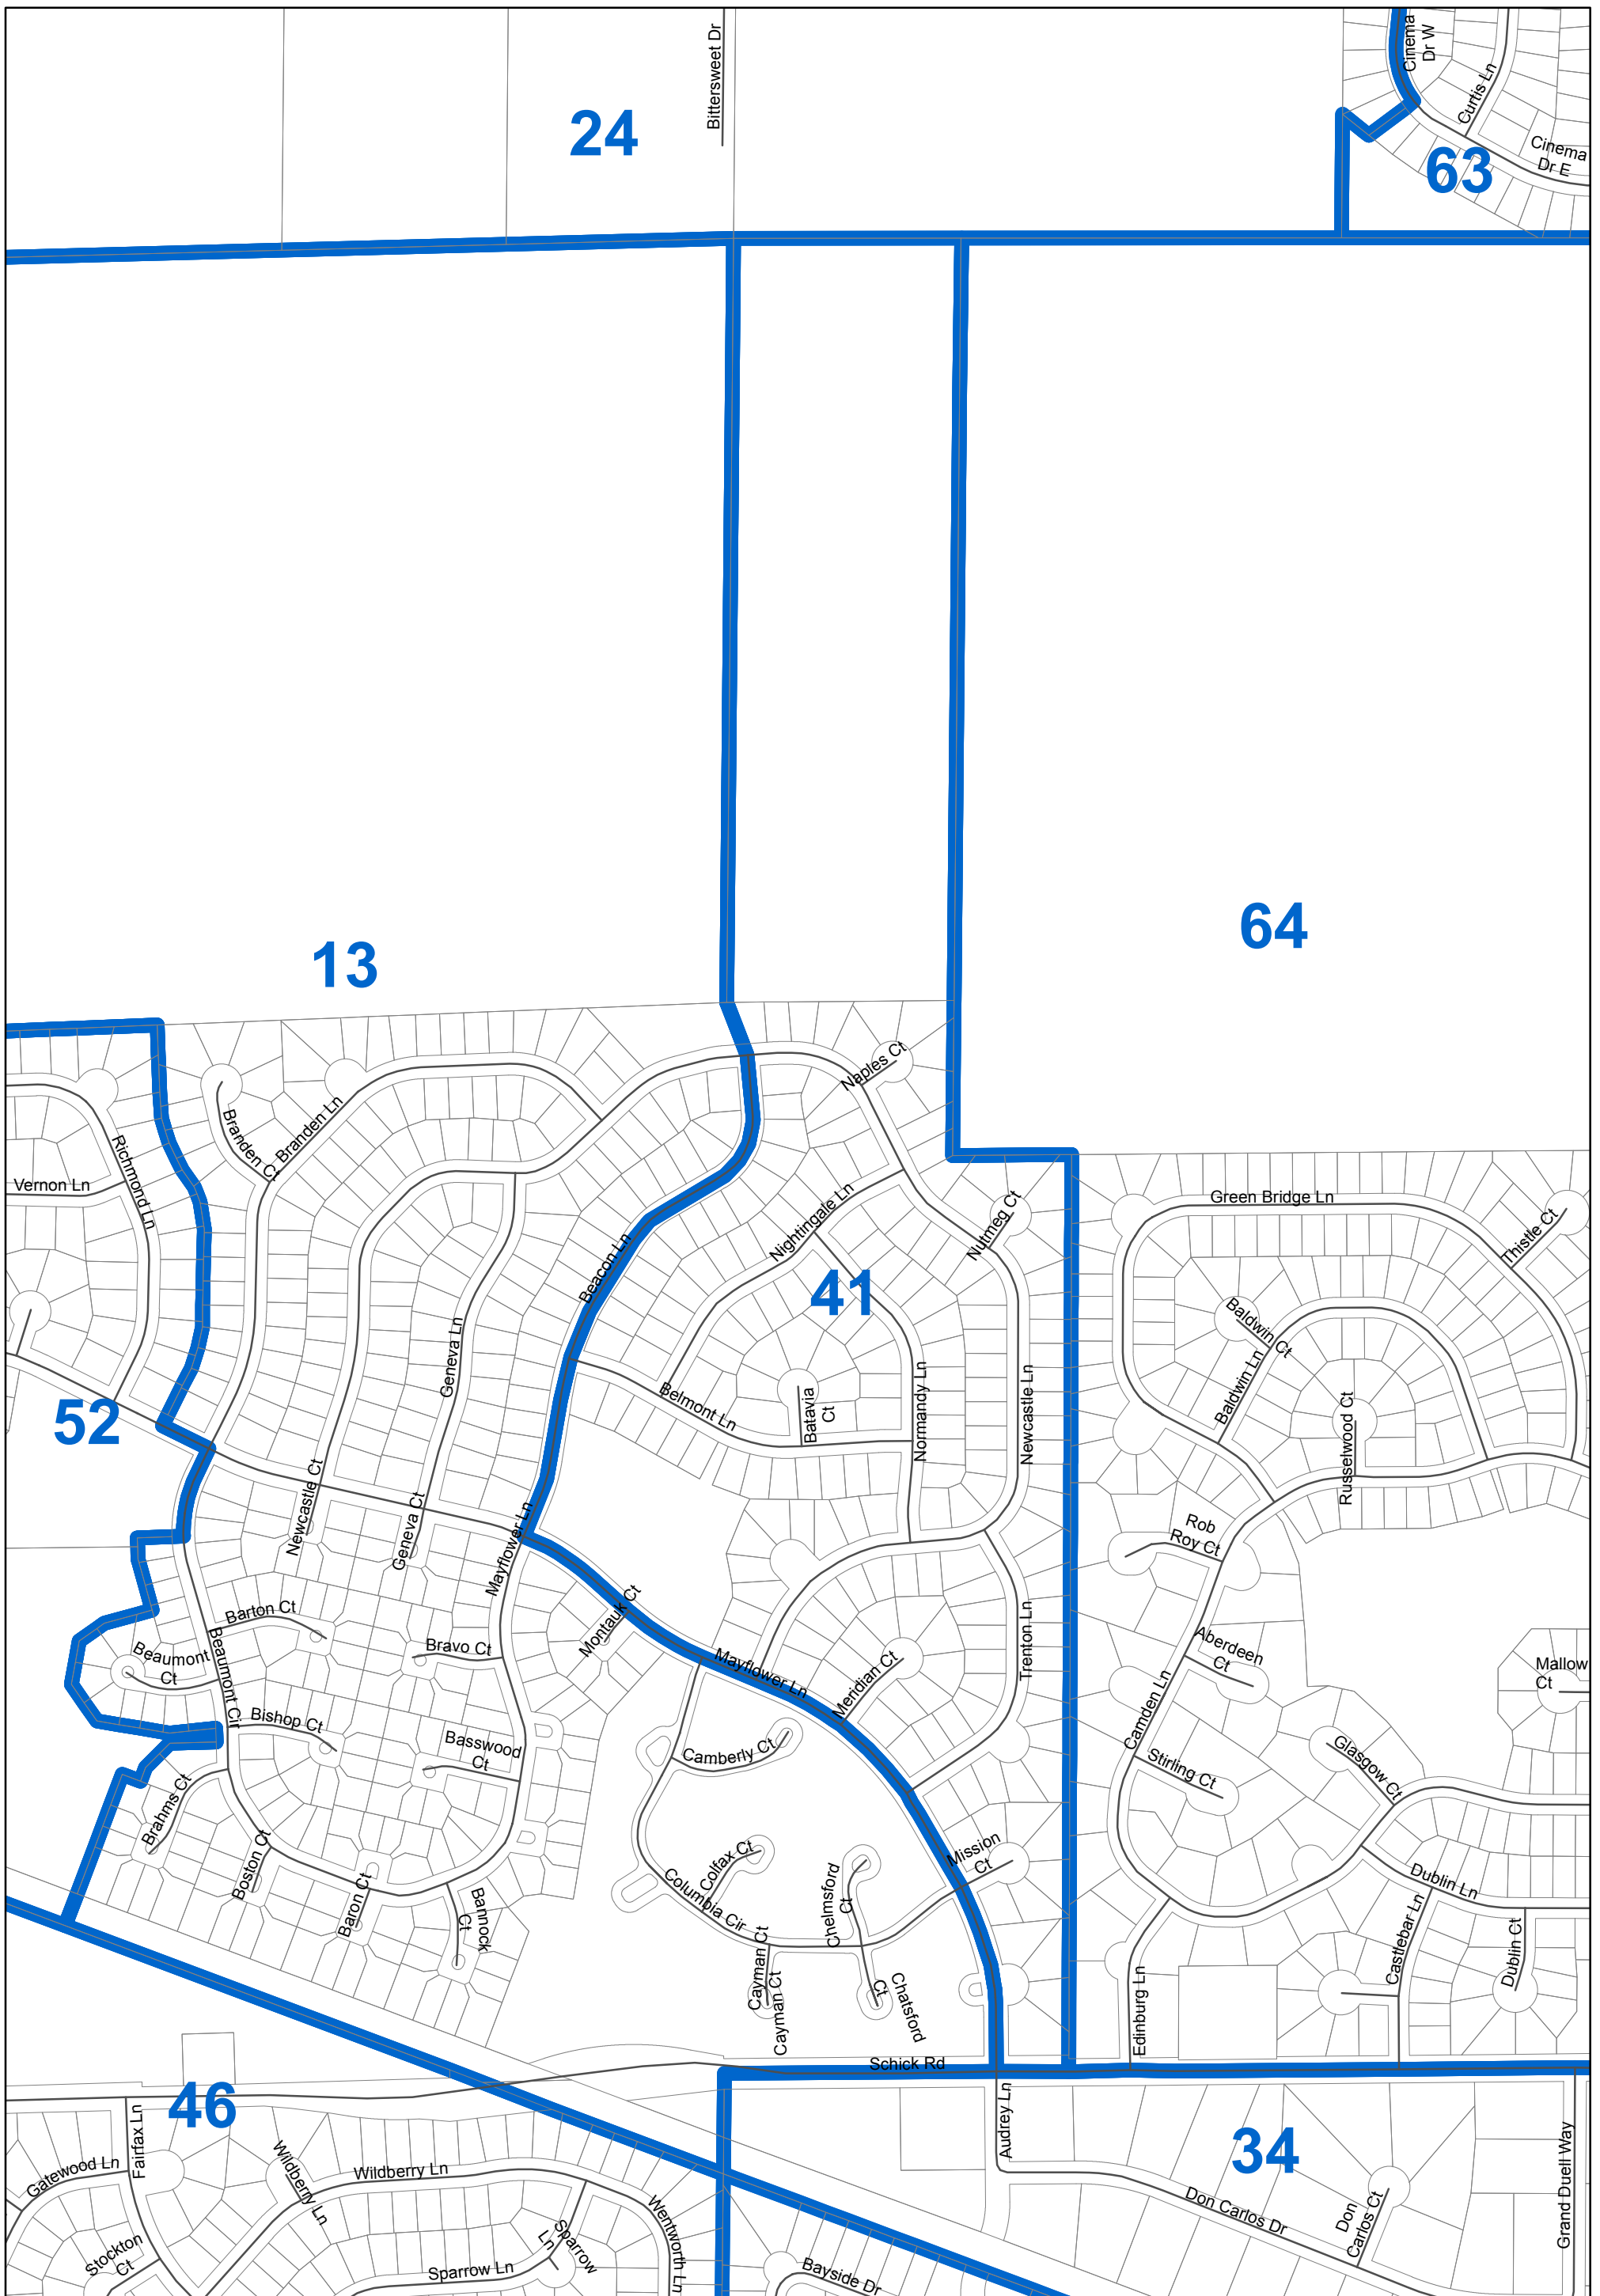 Bittersweet Dr
Cinema
Dr W
Curtis Ln
Cinema
Dr E
24
63
64
13
Naples Ct
Branden Ct
Branden Ln
Richmond Ln
Vernon Ln
Nightingale Ln
Nutmeg Ct
Green Bridge Ln
Thistle Ct
Beacon Ln
41
Baldwin Ct
Baldwin Ln
Geneva Ln
Belmont Ln
Batavia
Ct
Normandy Ln
Newcastle Ln
Russelwood Ct
52
Newcastle Ct
Geneva Ct
Mayflower Ln
Rob
Roy Ct
Barton Ct
Beaumont
Ct
Beaumont Cir
Bravo Ct
Montauk Ct
Mayflower Ln
Meridian Ct
Trenton Ln
Aberdeen
Ct
Mallow
Ct
Camden Ln
Bishop Ct
Basswood
Ct
Camberly Ct
Stirling Ct
Glasgow Ct
Brahms Ct
Boston Ct
Baron Ct
Bannock
Ct
Colfax Ct
Columbia Cir
Chelmsford
Ct
Mission
Ct
Dublin Ln
Castlebar Ln
Dublin Ct
Cayman Ct
Cayman Ct
Chatsford
Ct
Edinburg Ln
Schick Rd
46
Fairfax Ln
Gatewood Ln
Wildberry
Ln
Wildberry Ln
Stockton
Ct
Sparrow Ln
Sparrow
Ln
Wentworth Ln
Audrey Ln
34
Don Carlos Dr
Don
Carlos Ct
Grand Duell Way
Bayside Dr